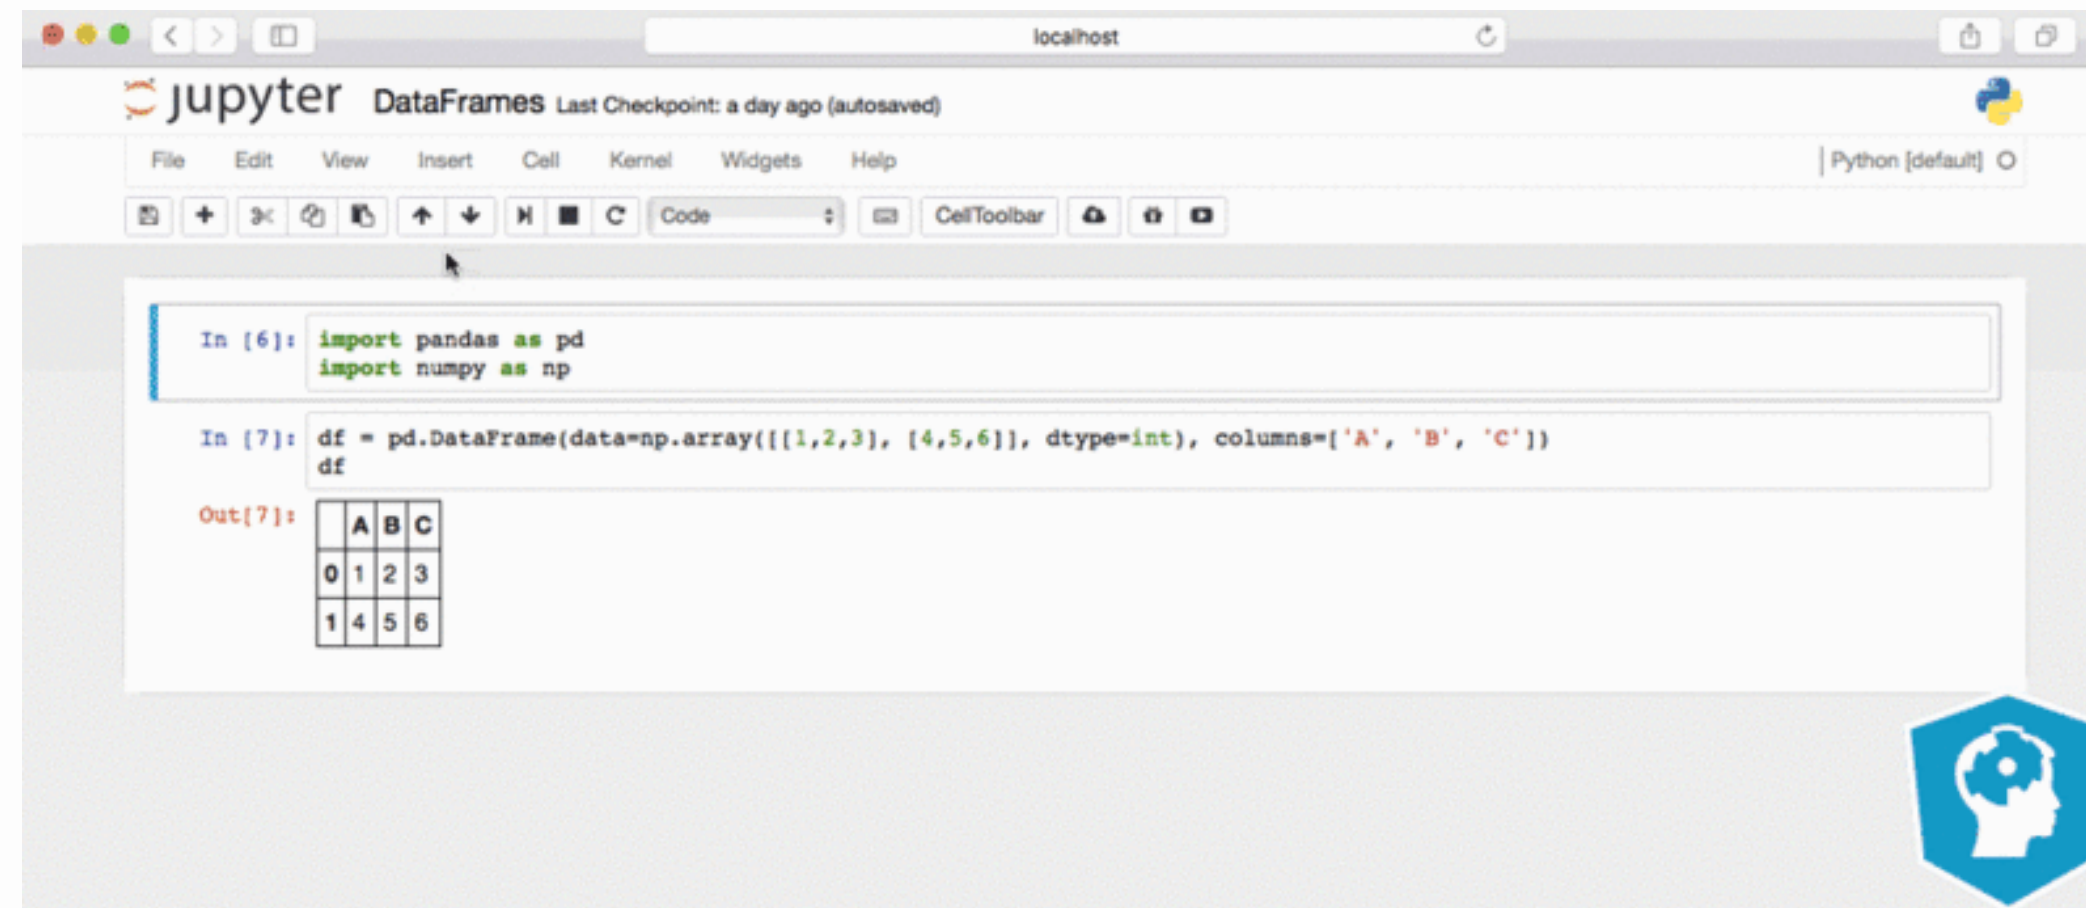 localhost
jupyter DataFrames Last Checkpoint: a day ago (autosaved)
File Edit View Insert Cell Kernel Widgets Help Python [default]
Code CellToolbar
In [6]: import pandas as pd
import numpy as np
In [7]: df = pd.DataFrame(data=np.array([[1,2,3], [4,5,6]], dtype=int), columns=['A', 'B', 'C'])
df
Out[7]:
A B C
0 1 2 3
1 4 5 6